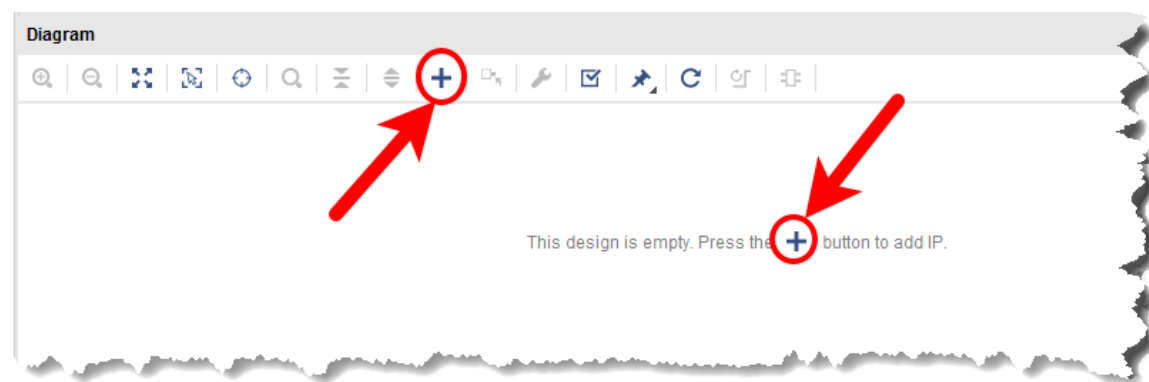 Diagram
This design is empty. Press the + button to add IP.